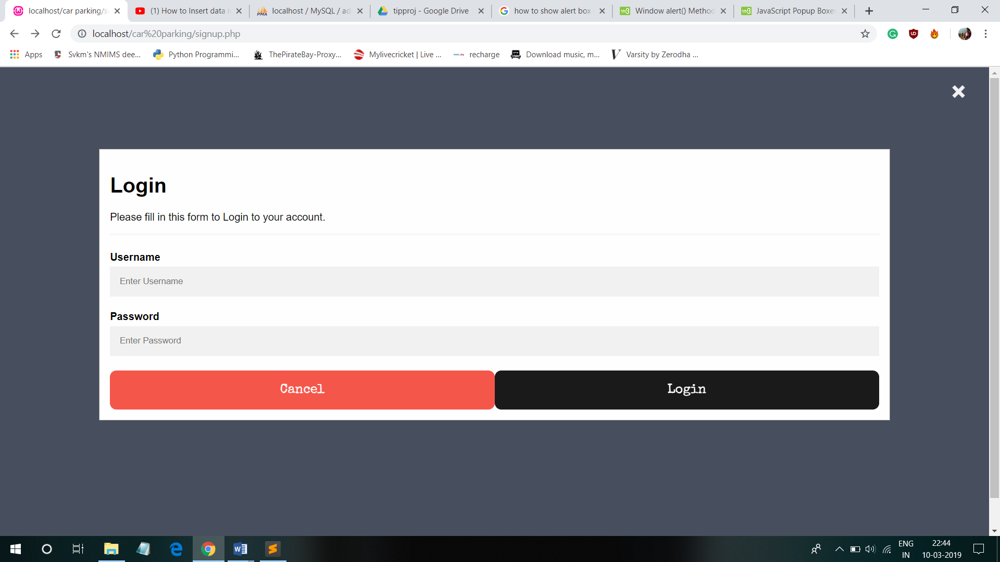 localhost/car parking/s
(1) How to Insert data i
localhost / MySQL / ad
tipproj - Google Drive
how to show alert box
Window alert() Method
JavaScript Popup Boxes
localhost/car%20parking/signup.php
Apps
Svkm's NMIMS dee...
Python Programmi...
ThePirateBay-Proxy...
Mylivecricket | Live ...
recharge
Download music, m...
Varsity by Zerodha ...
Login
Please fill in this form to Login to your account.
Username
Enter Username
Password
Enter Password
Cancel
Login
ENG
IN
22:44
10-03-2019